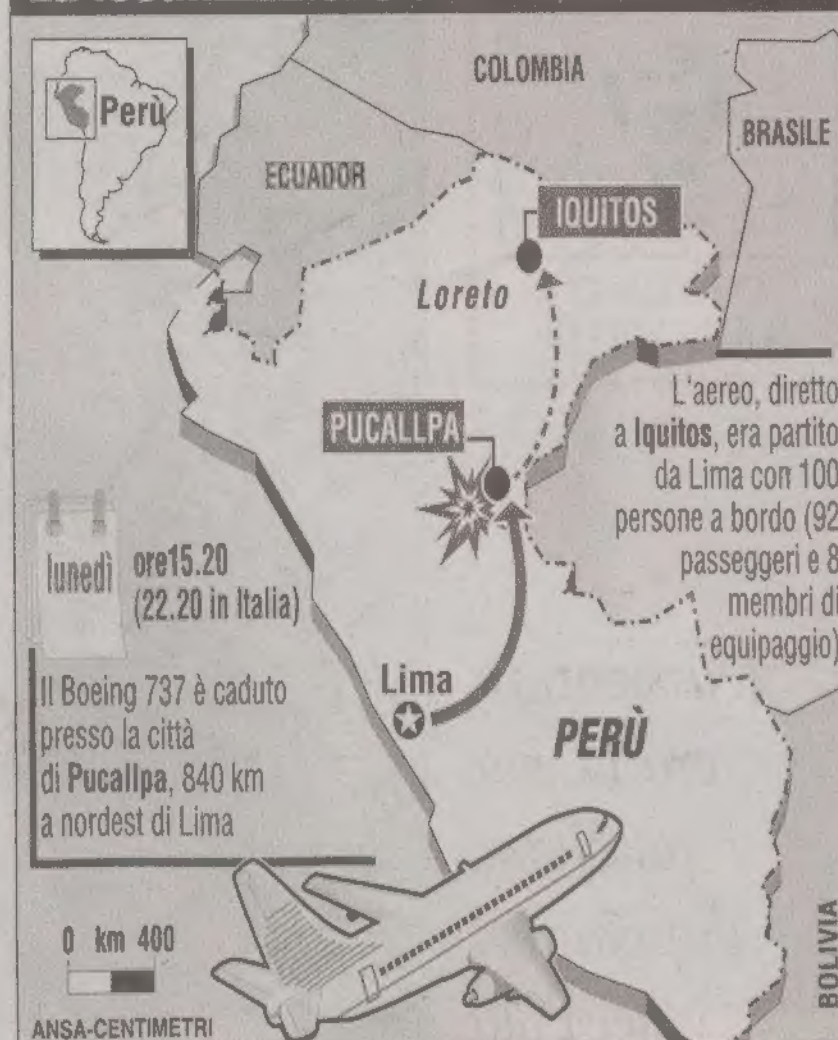 Perù
COLOMBIA
BRASILE
ECUADOR
IQUITOS
Loreto
PUCALLPA
L'aereo, diretto
a Iquitos, era partito
da Lima con 100
persone a bordo (92
passeggeri e 8
membri di
equipaggio)
lunedì
ore15.20
(22.20 in Italia)
Il Boeing 737 è caduto
presso la città
di Pucallpa, 840 km
a nordest di Lima
Lima
PERÙ
BOLIVIA
0 km 400
ANSA-CENTIMETRI